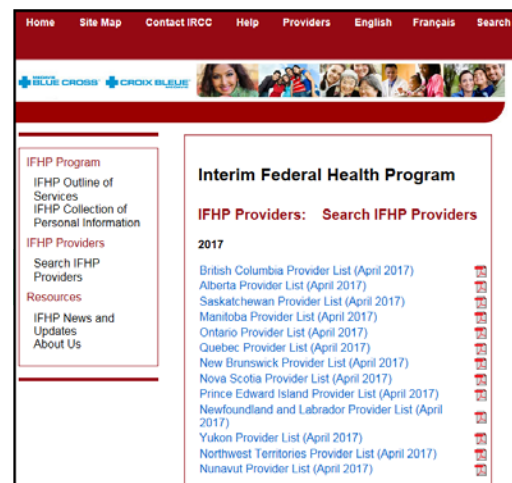 Home Site Map Contact IRCC Help Providers English Français Search
BLUE CROSS CROIX BLEUE
IFHP Program
IFHP Outline of
Services
IFHP Collection of
Personal Information
IFHP Providers
Search IFHP
Providers
Resources
IFHP News and
Updates
About Us
Interim Federal Health Program
IFHP Providers: Search IFHP Providers
2017
British Columbia Provider List (April 2017)
Alberta Provider List (April 2017)
Saskatchewan Provider List (April 2017)
Manitoba Provider List (April 2017)
Ontario Provider List (April 2017)
Quebec Provider List (April 2017)
New Brunswick Provider List (April 2017)
Nova Scotia Provider List (April 2017)
Prince Edward Island Provider List (April 2017)
Newfoundland and Labrador Provider List (April
2017)
Yukon Provider List (April 2017)
Northwest Territories Provider List (April 2017)
Nunavut Provider List (April 2017)